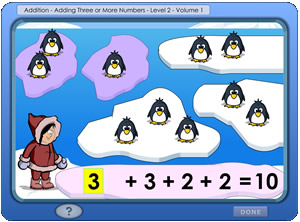 Addition - Adding Three or More Numbers - Level 2 - Volume 1
3 + 3 + 2 + 2 = 10
? DONE